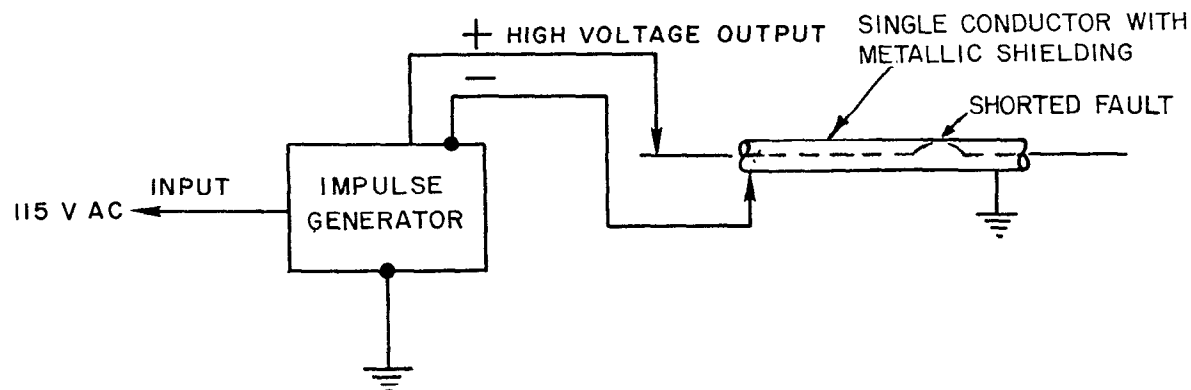 + HIGH VOLTAGE OUTPUT
−
SINGLE CONDUCTOR WITH
METALLIC SHIELDING
SHORTED FAULT
INPUT
115 V AC
IMPULSE
GENERATOR